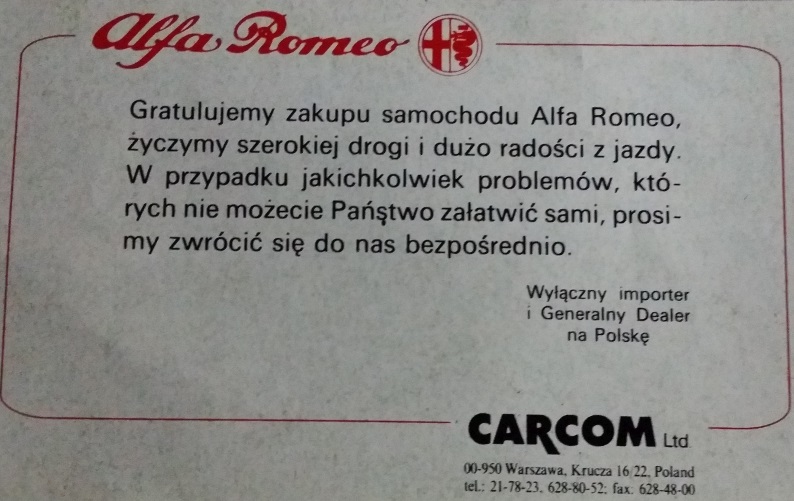 Alfa Romeo
Gratulujemy zakupu samochodu Alfa Romeo,
życzymy szerokiej drogi i dużo radości z jazdy.
W przypadku jakichkolwiek problemów, któ-
rych nie możecie Państwo załatwić sami, prosi-
my zwrócić się do nas bezpośrednio.
Wyłączny importer
i Generalny Dealer
na Polskę
CARCOM Ltd
00-950 Warszawa, Krucza 16/22, Poland
tel.: 21-78-23, 628-80-52; fax: 628-48-00